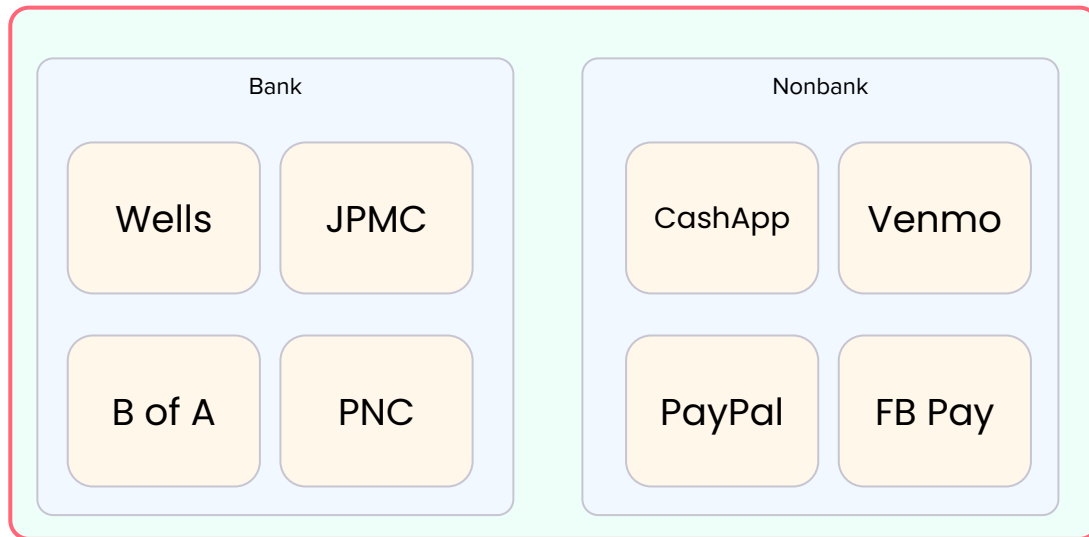 Bank
Wells
JPMC
B of A
PNC
Nonbank
CashApp
Venmo
PayPal
FB Pay